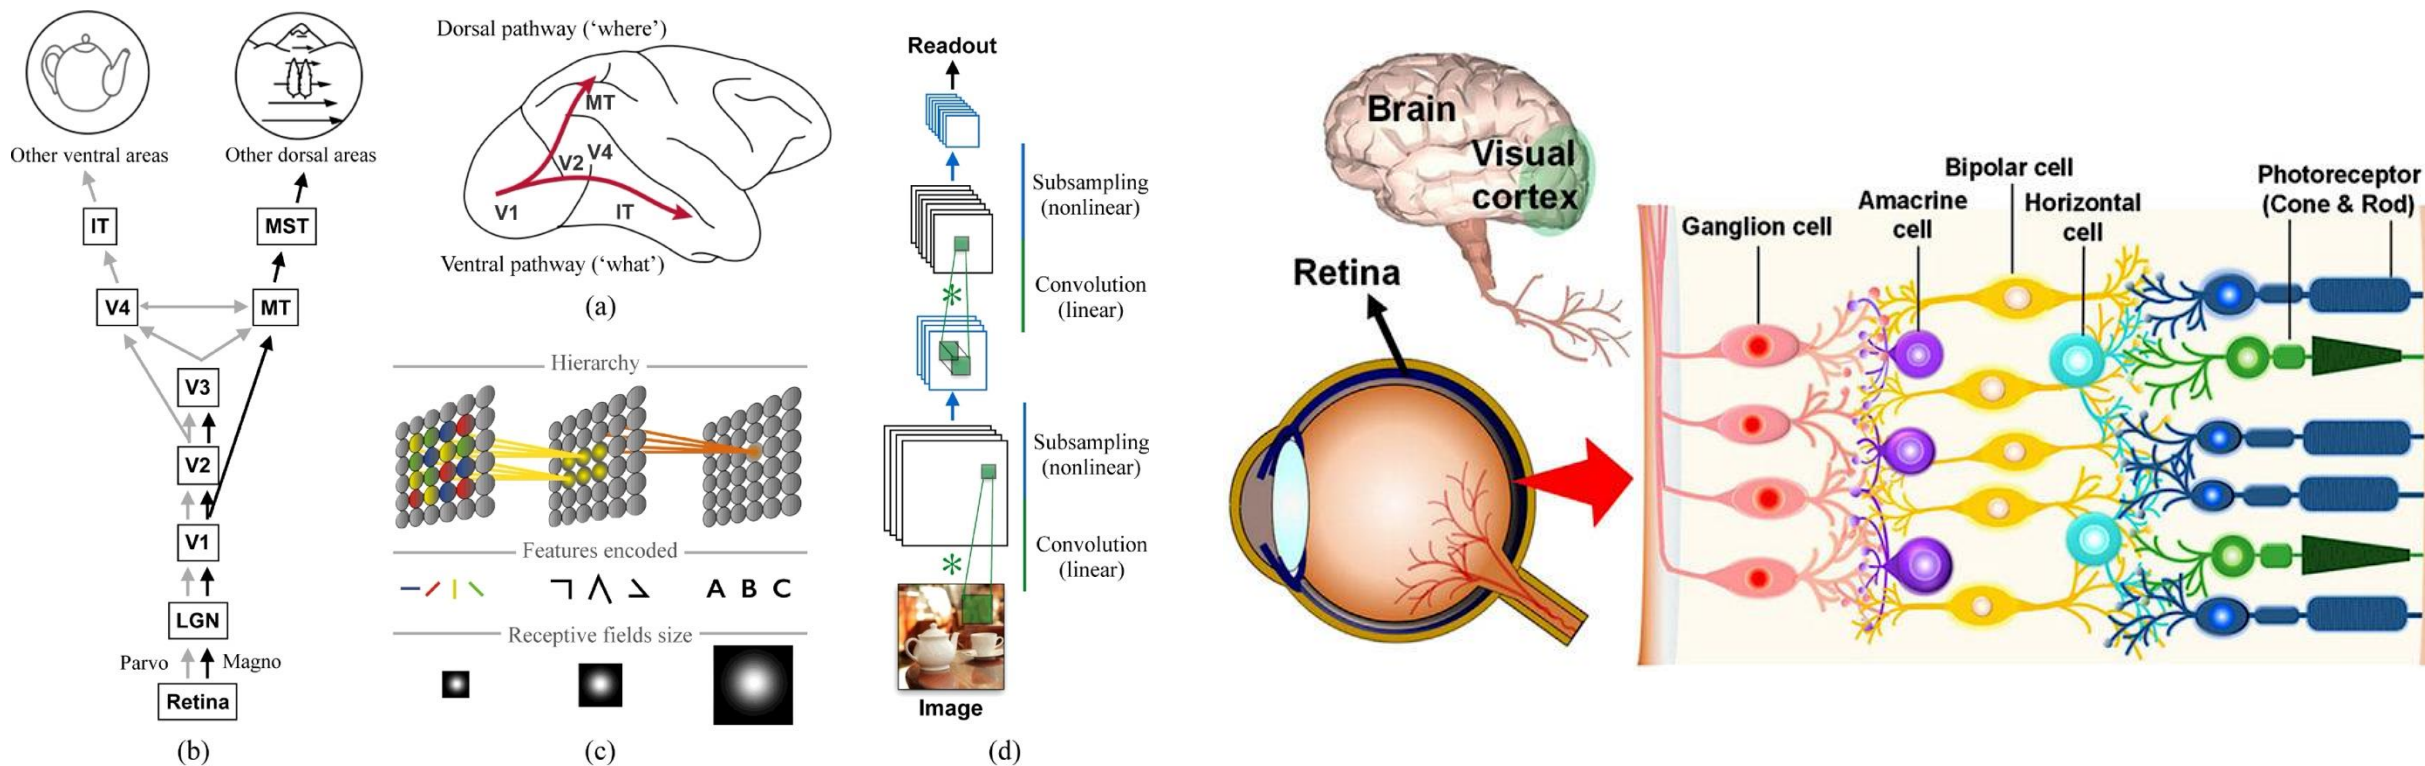 Other ventral areas
Other dorsal areas
IT
MST
V4
MT
V3
V2
V1
LGN
Parvo
Magno
Retina
(b)
Dorsal pathway (‘where’)
MT
V2
V4
V1
IT
Ventral pathway (‘what’)
(a)
Hierarchy
Features encoded
A B C
Receptive fields size
(c)
Readout
Subsampling
(nonlinear)
Convolution
(linear)
*
Subsampling
(nonlinear)
Convolution
(linear)
*
Image
(d)
Brain
Visual
cortex
Retina
Ganglion cell
Amacrine
cell
Bipolar cell
Horizontal
cell
Photoreceptor
(Cone & Rod)